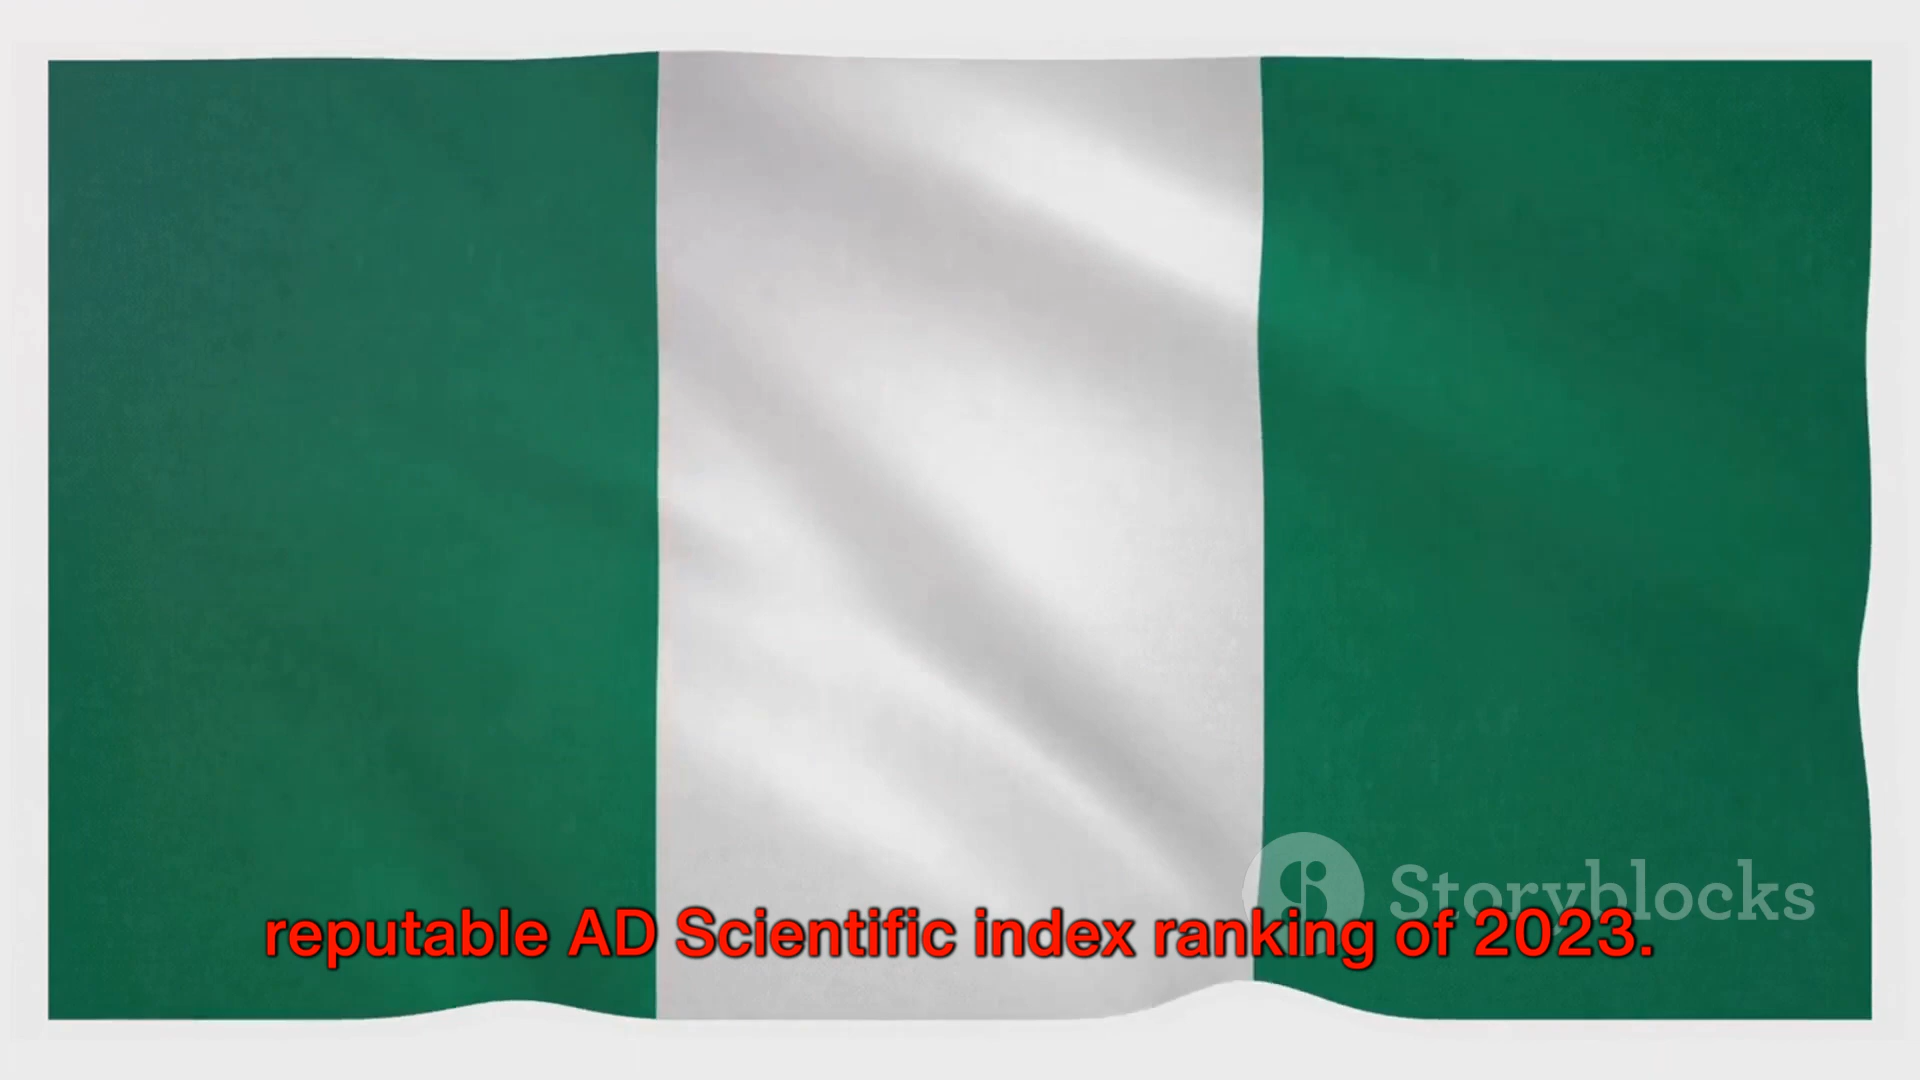 Storyblocks
reputable AD Scientific index ranking of 2023.